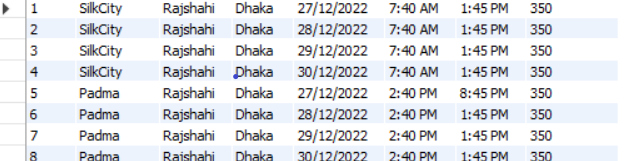 1 SilkCity Rajshahi Dhaka 27/12/2022 7:40 AM 1:45 PM 350
2 SilkCity Rajshahi Dhaka 28/12/2022 7:40 AM 1:45 PM 350
3 SilkCity Rajshahi Dhaka 29/12/2022 7:40 AM 1:45 PM 350
4 SilkCity Rajshahi Dhaka 30/12/2022 7:40 AM 1:45 PM 350
5 Padma Rajshahi Dhaka 27/12/2022 2:40 PM 8:45 PM 350
6 Padma Rajshahi Dhaka 28/12/2022 2:40 PM 1:45 PM 350
7 Padma Rajshahi Dhaka 29/12/2022 2:40 PM 1:45 PM 350
8 Padma Rajshahi Dhaka 30/12/2022 2:40 PM 1:45 PM 350